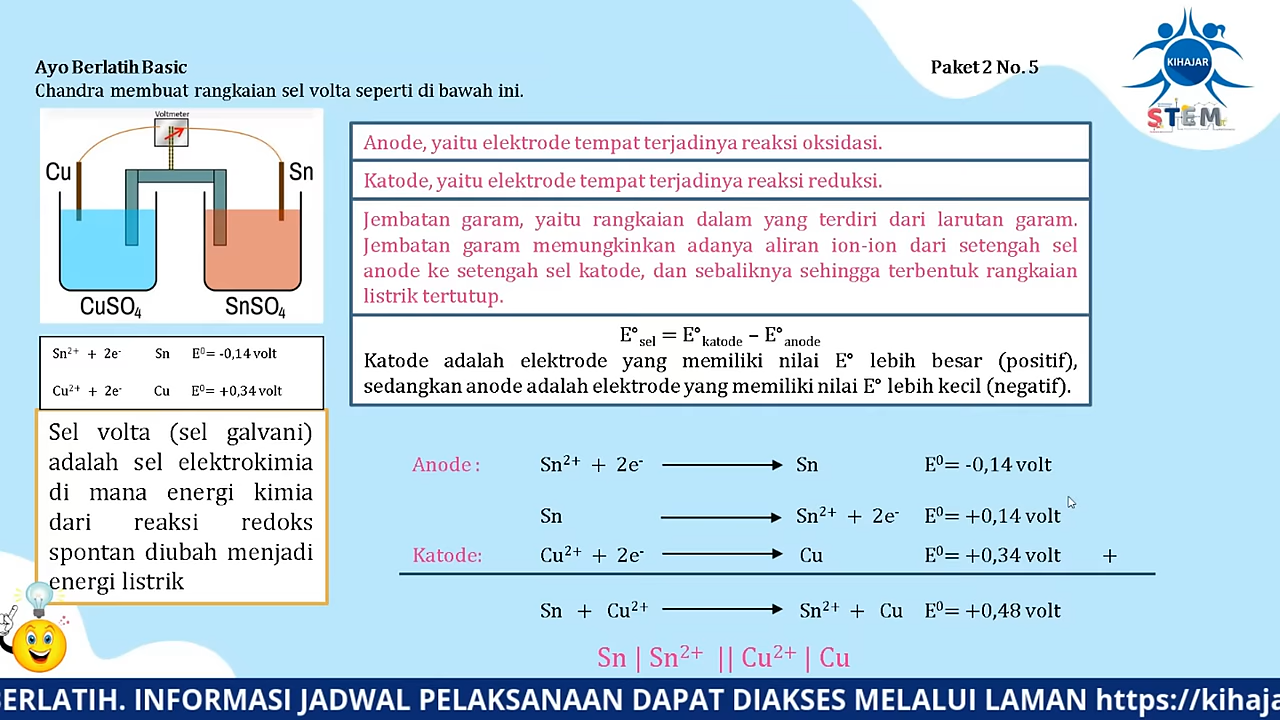 Ayo Berlatih Basic
Paket 2 No. 5
KIHAJAR
STEM
Chandra membuat rangkaian sel volta seperti di bawah ini.
Voltmeter
Cu
Sn
CuSO₄
SnSO₄
Sn²⁺ + 2e⁻ Sn E⁰= -0,14 volt
Cu²⁺ + 2e⁻ Cu E⁰= +0,34 volt
Sel volta (sel galvani)
adalah sel elektrokimia
di mana energi kimia
dari reaksi redoks
spontan diubah menjadi
energi listrik
Anode, yaitu elektrode tempat terjadinya reaksi oksidasi.
Katode, yaitu elektrode tempat terjadinya reaksi reduksi.
Jembatan garam, yaitu rangkaian dalam yang terdiri dari larutan garam.
Jembatan garam memungkinkan adanya aliran ion-ion dari setengah sel
anode ke setengah sel katode, dan sebaliknya sehingga terbentuk rangkaian
listrik tertutup.
E°sel = E°katode – E°anode
Katode adalah elektrode yang memiliki nilai E° lebih besar (positif),
sedangkan anode adalah elektrode yang memiliki nilai E° lebih kecil (negatif).
Anode : Sn²⁺ + 2e⁻ Sn E⁰= -0,14 volt
Sn Sn²⁺ + 2e⁻ E⁰= +0,14 volt
Katode: Cu²⁺ + 2e⁻ Cu E⁰= +0,34 volt +
Sn + Cu²⁺ Sn²⁺ + Cu E⁰= +0,48 volt
Sn | Sn²⁺ || Cu²⁺ | Cu
BERLATIH. INFORMASI JADWAL PELAKSANAAN DAPAT DIAKSES MELALUI LAMAN https://kihaja